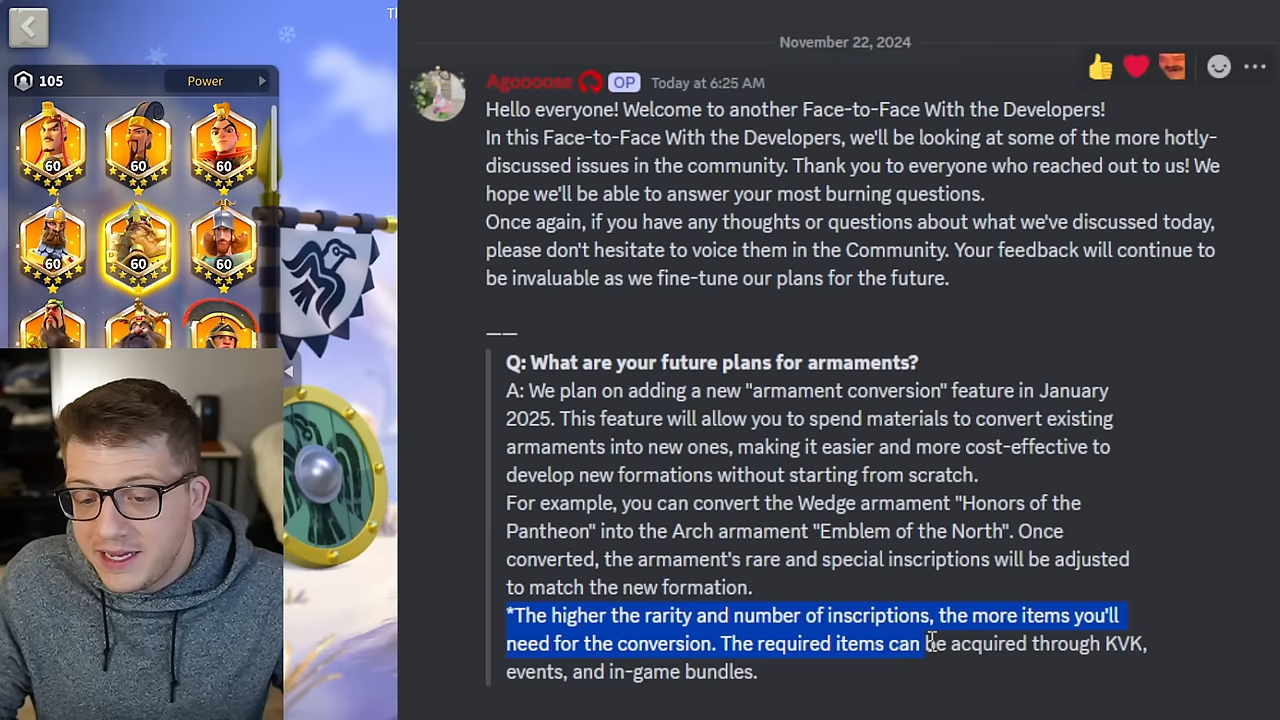 Th
105
Power
60
60
60
60
60
60
November 22, 2024
Agoooose OP Today at 6:25 AM
Hello everyone! Welcome to another Face-to-Face With the Developers!
In this Face-to-Face With the Developers, we'll be looking at some of the more hotly-
discussed issues in the community. Thank you to everyone who reached out to us! We
hope we'll be able to answer your most burning questions.
Once again, if you have any thoughts or questions about what we've discussed today,
please don't hesitate to voice them in the Community. Your feedback will continue to
be invaluable as we fine-tune our plans for the future.
——
Q: What are your future plans for armaments?
A: We plan on adding a new "armament conversion" feature in January
2025. This feature will allow you to spend materials to convert existing
armaments into new ones, making it easier and more cost-effective to
develop new formations without starting from scratch.
For example, you can convert the Wedge armament "Honors of the
Pantheon" into the Arch armament "Emblem of the North". Once
converted, the armament's rare and special inscriptions will be adjusted
to match the new formation.
*The higher the rarity and number of inscriptions, the more items you'll
need for the conversion. The required items can be acquired through KVK,
events, and in-game bundles.